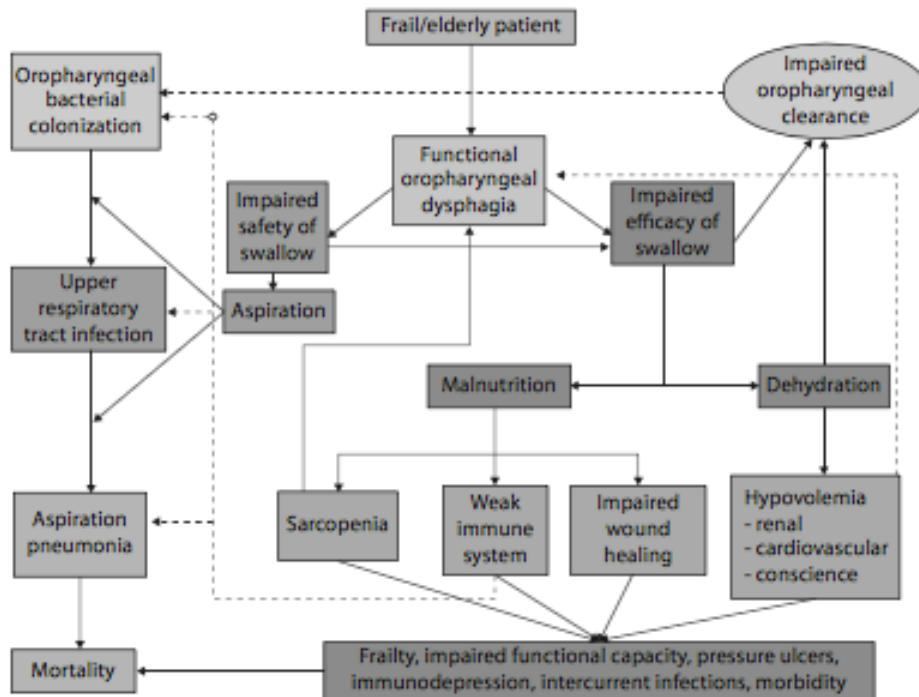 Frail/elderly patient
Oropharyngeal
bacterial
colonization
Impaired
oropharyngeal
clearance
Functional
oropharyngeal
dysphagia
Impaired
safety of
swallow
Impaired
efficacy of
swallow
Upper
respiratory
tract infection
Aspiration
Malnutrition
Dehydration
Aspiration
pneumonia
Sarcopenia
Weak
immune
system
Impaired
wound
healing
Hypovolemia
- renal
- cardiovascular
- conscience
Mortality
Frailty, impaired functional capacity, pressure ulcers,
immunodepression, intercurrent infections, morbidity